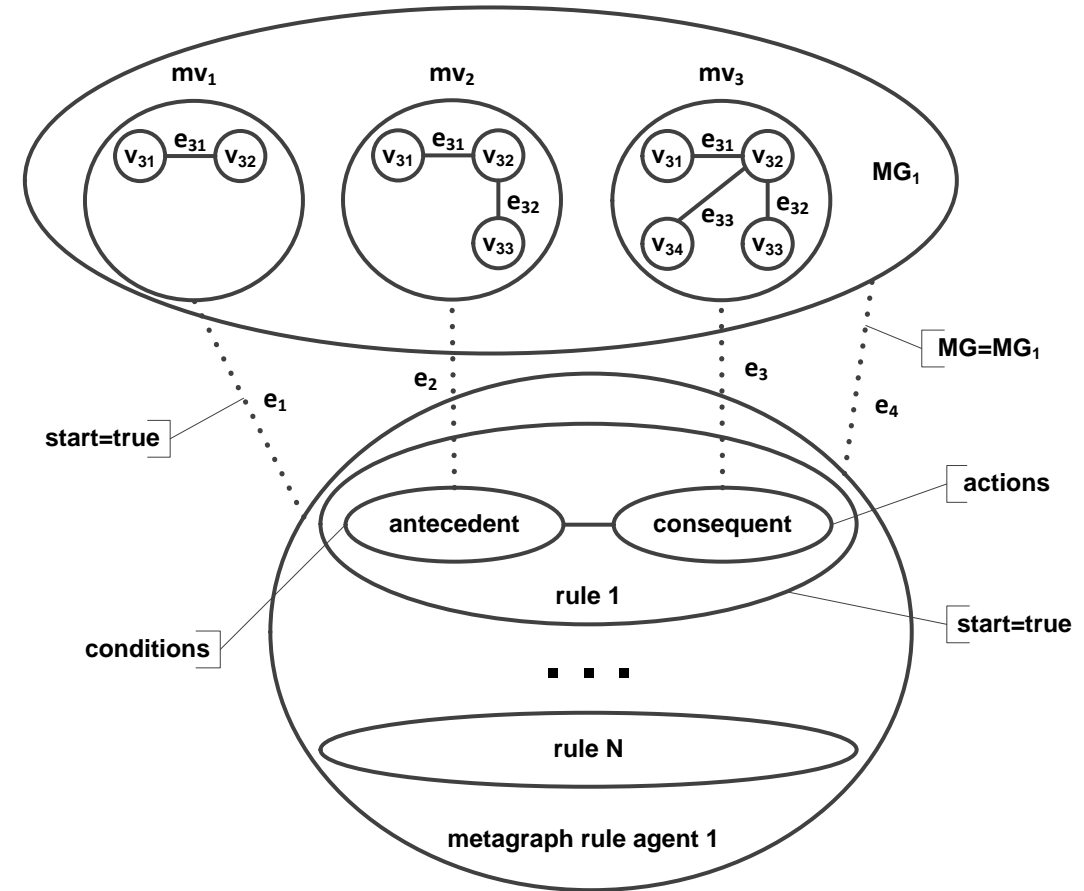 mv₁ mv₂ mv₃
v₃₁ e₃₁ v₃₂ v₃₁ e₃₁ v₃₂ v₃₁ e₃₁ v₃₂
MG₁
e₃₂ e₃₃ e₃₂
v₃₃ v₃₄ v₃₃
MG=MG₁
e₁ e₂ e₃ e₄
start=true
actions
antecedent consequent
rule 1
start=true
conditions
. . .
rule N
metagraph rule agent 1